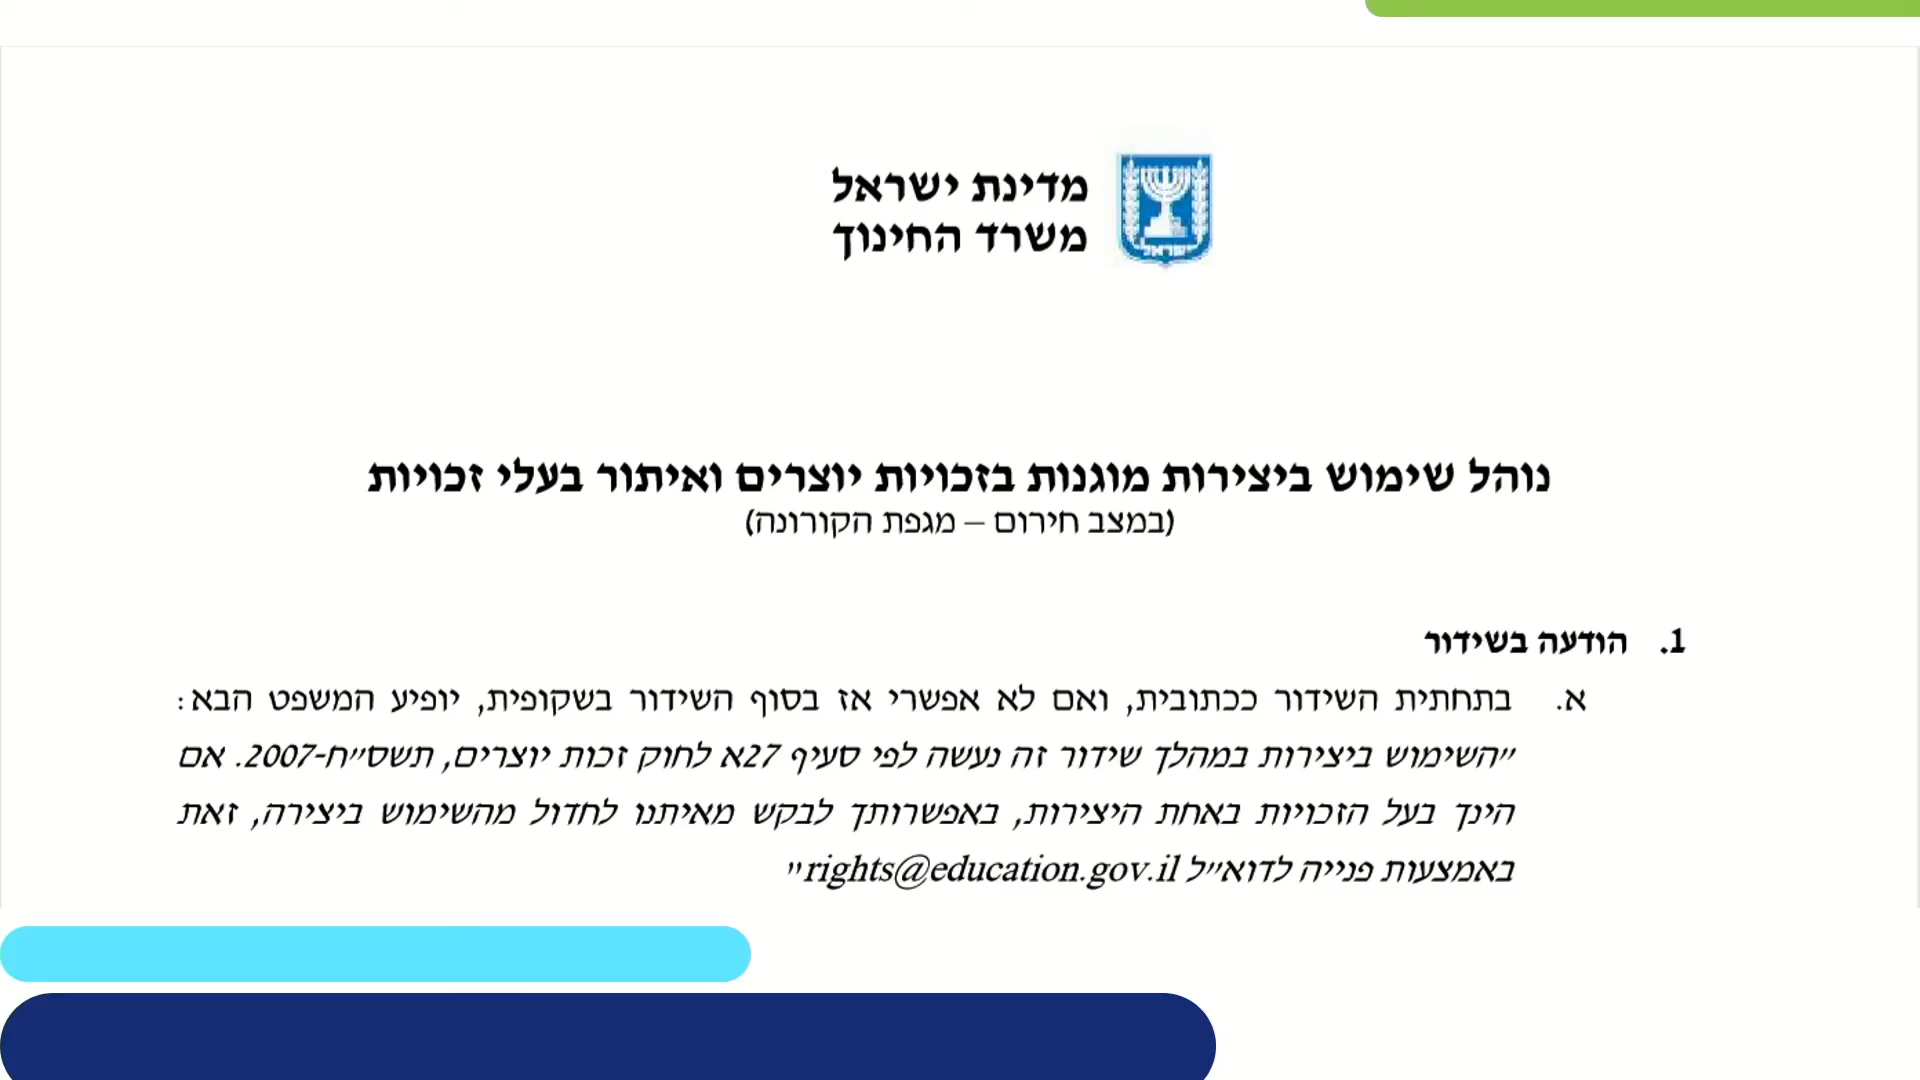 מדינת ישראל
משרד החינוך
ישראל
נוהל שימוש ביצירות מוגנות בזכויות יוצרים ואיתור בעלי זכויות
(במצב חירום – מגפת הקורונה)
1. הודעה בשידור
א. בתחתית השידור ככתובית, ואם לא אפשרי אז בסוף השידור בשקופית, יופיע המשפט הבא:
"השימוש ביצירות במהלך שידור זה נעשה לפי סעיף 27א לחוק זכות יוצרים, תשס"ח-2007. אם
הינך בעל הזכויות באחת היצירות, באפשרותך לבקש מאיתנו לחדול מהשימוש ביצירה, זאת
באמצעות פנייה לדוא"ל rights@education.gov.il"